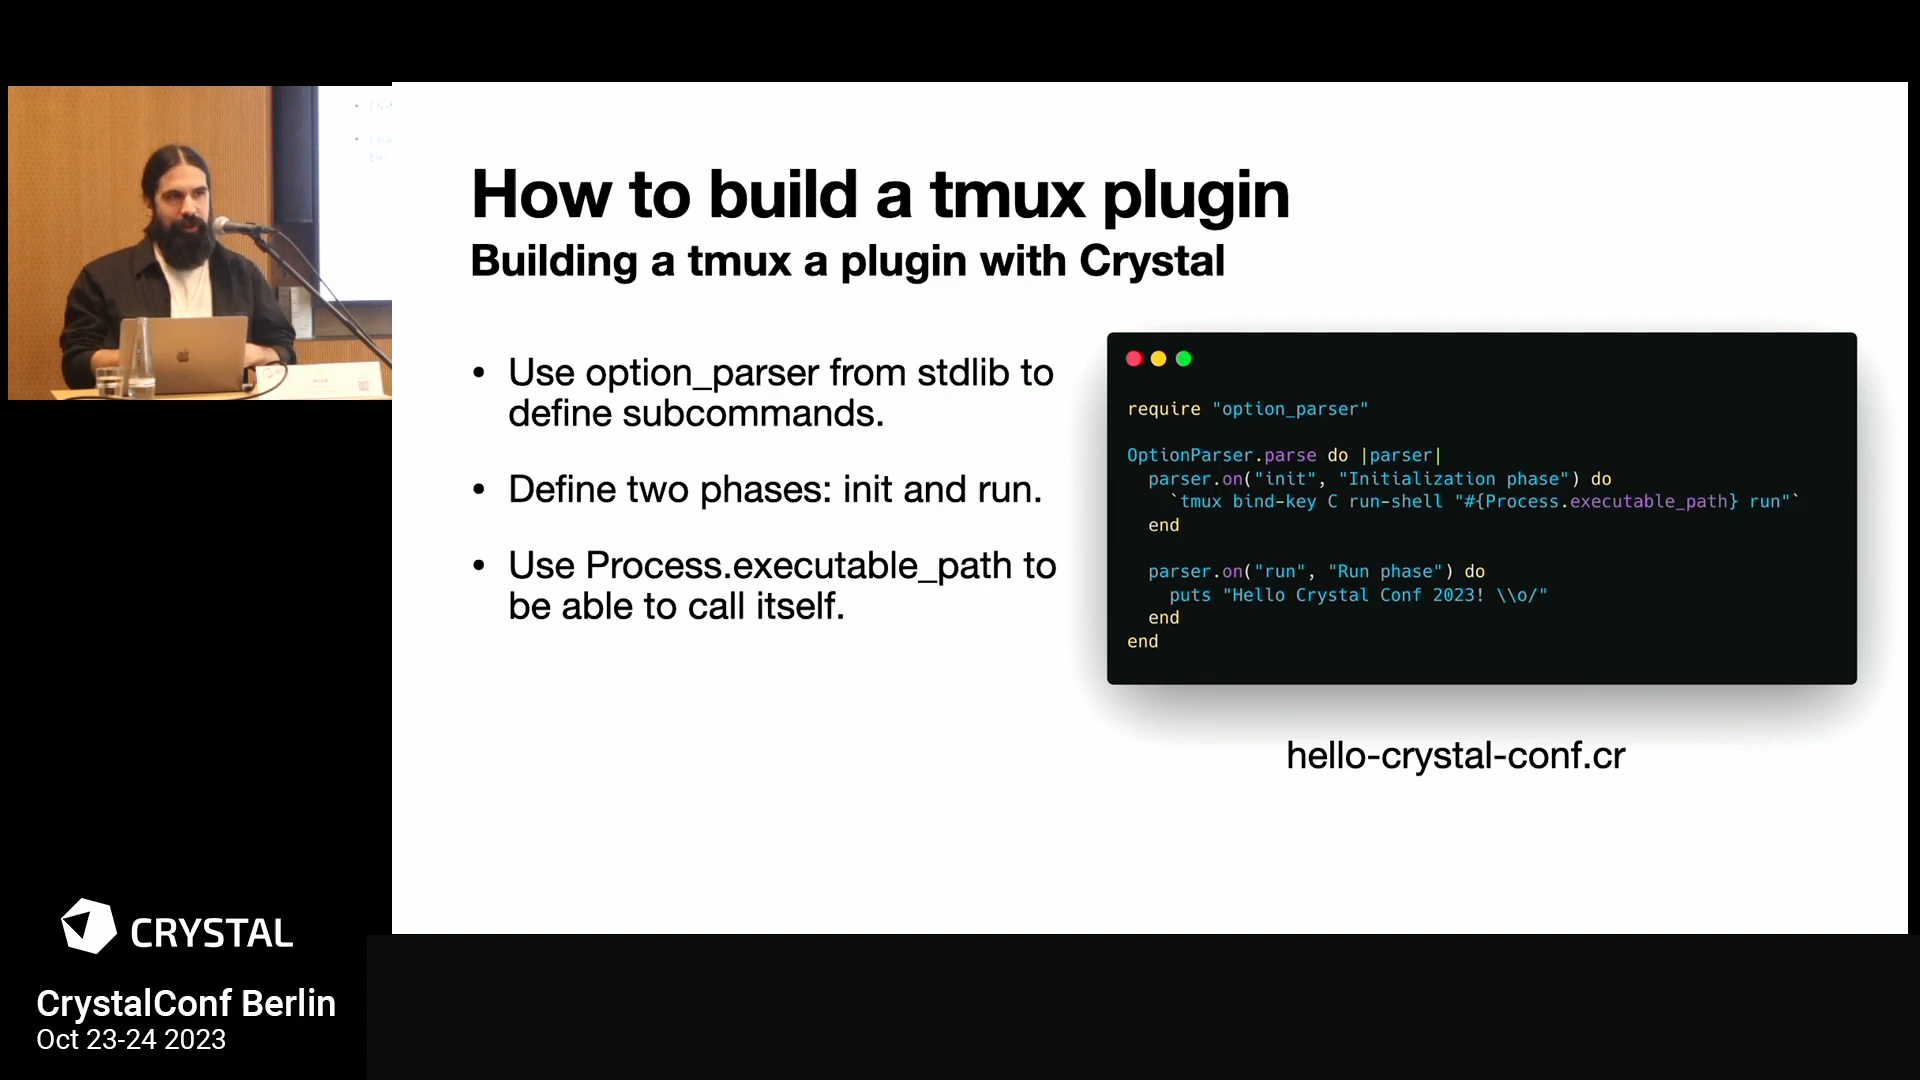 How to build a tmux plugin
Building a tmux a plugin with Crystal
• Use option_parser from stdlib to
define subcommands.
• Define two phases: init and run.
• Use Process.executable_path to
be able to call itself.
require "option_parser"
OptionParser.parse do |parser|
parser.on("init", "Initialization phase") do
`tmux bind-key C run-shell "#{Process.executable_path} run"`
end
parser.on("run", "Run phase") do
puts "Hello Crystal Conf 2023! \\o/"
end
end
hello-crystal-conf.cr
CRYSTAL
CrystalConf Berlin
Oct 23-24 2023